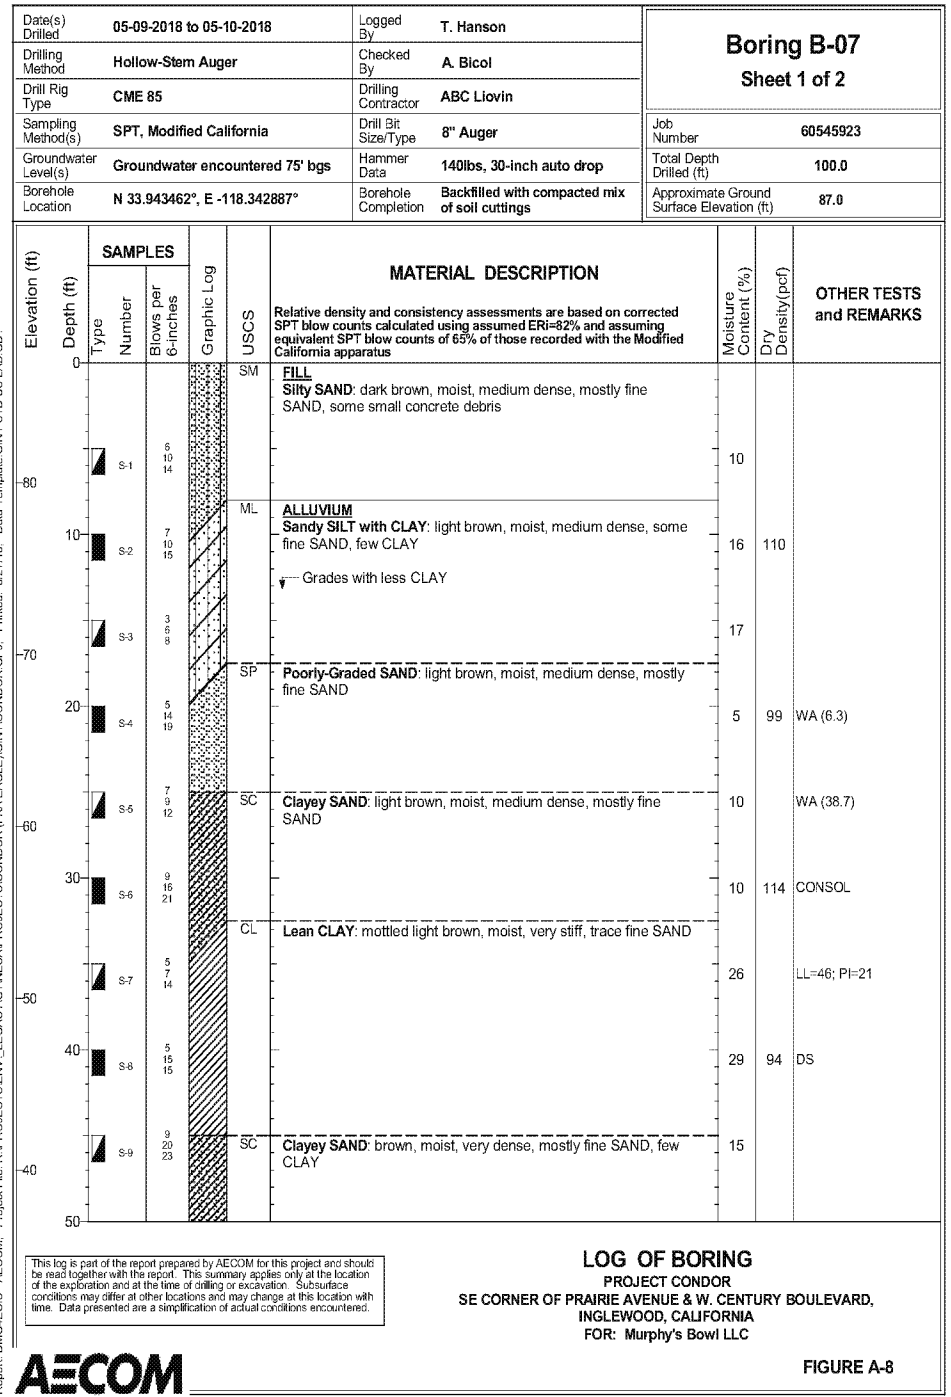 Date(s) Drilled 05-09-2018 to 05-10-2018
Logged By T. Hanson
Drilling Method Hollow-Stem Auger
Checked By A. Bicol
Drill Rig Type CME 85
Drilling Contractor ABC Liovin
Sampling Method(s) SPT, Modified California
Drill Bit Size/Type 8" Auger
Groundwater Level(s) Groundwater encountered 75' bgs
Hammer Data 140lbs, 30-inch auto drop
Borehole Location N 33.943462°, E -118.342887°
Borehole Completion Backfilled with compacted mix of soil cuttings
Boring B-07
Sheet 1 of 2
Job Number 60545923
Total Depth Drilled (ft) 100.0
Approximate Ground Surface Elevation (ft) 87.0
Elevation (ft)
Depth (ft)
SAMPLES
Type
Number
Blows per 6-inches
Graphic Log
USCS
MATERIAL DESCRIPTION
Relative density and consistency assessments are based on corrected
SPT blow counts calculated using assumed ERi=82% and assuming
equivalent SPT blow counts of 65% of those recorded with the Modified
California apparatus
Moisture Content (%)
Dry Density(pcf)
OTHER TESTS
and REMARKS
0
SM FILL
Silty SAND: dark brown, moist, medium dense, mostly fine
SAND, some small concrete debris
S-1 6 10 14 10
80
ML ALLUVIUM
Sandy SILT with CLAY: light brown, moist, medium dense, some
fine SAND, few CLAY
10 S-2 7 10 15 16 110
Grades with less CLAY
S-3 3 6 8 17
70
SP Poorly-Graded SAND: light brown, moist, medium dense, mostly
fine SAND
20 S-4 5 14 19 5 99 WA (6.3)
SC Clayey SAND: light brown, moist, medium dense, mostly fine
SAND
S-5 7 9 12 10 WA (38.7)
60
30 S-6 9 16 21 10 114 CONSOL
CL Lean CLAY: mottled light brown, moist, very stiff, trace fine SAND
S-7 5 7 14 26 LL=46; PI=21
50
40 S-8 5 15 15 29 94 DS
SC Clayey SAND: brown, moist, very dense, mostly fine SAND, few
CLAY
S-9 9 20 23 15
40
50
This log is part of the report prepared by AECOM for this project and should
be read together with the report. This summary applies only at the location
of the exploration and at the time of drilling or excavation. Subsurface
conditions may differ at other locations and may change at this location with
time. Data presented are a simplification of actual conditions encountered.
LOG OF BORING
PROJECT CONDOR
SE CORNER OF PRAIRIE AVENUE & W. CENTURY BOULEVARD,
INGLEWOOD, CALIFORNIA
FOR: Murphy's Bowl LLC
AECOM
FIGURE A-8